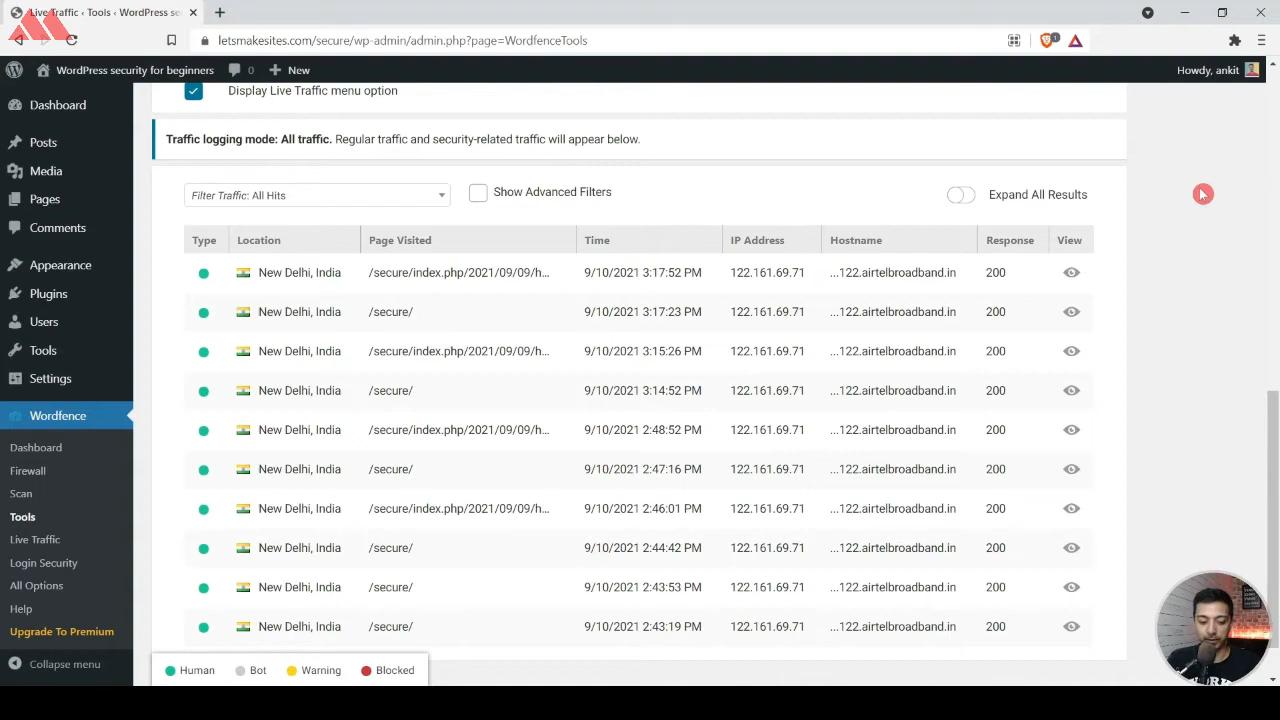 Live Traffic ‹ Tools ‹ WordPress se
letsmakesites.com/secure/wp-admin/admin.php?page=WordfenceTools
1
WordPress security for beginners
0
New
Howdy, ankit
Dashboard
Posts
Media
Pages
Comments
Appearance
Plugins
Users
Tools
Settings
Wordfence
Dashboard
Firewall
Scan
Tools
Live Traffic
Login Security
All Options
Help
Upgrade To Premium
Collapse menu
Display Live Traffic menu option
Traffic logging mode: All traffic. Regular traffic and security-related traffic will appear below.
Filter Traffic: All Hits
Show Advanced Filters
Expand All Results
Type Location Page Visited Time IP Address Hostname Response View
New Delhi, India /secure/index.php/2021/09/09/h... 9/10/2021 3:17:52 PM 122.161.69.71 ...122.airtelbroadband.in 200
New Delhi, India /secure/ 9/10/2021 3:17:23 PM 122.161.69.71 ...122.airtelbroadband.in 200
New Delhi, India /secure/index.php/2021/09/09/h... 9/10/2021 3:15:26 PM 122.161.69.71 ...122.airtelbroadband.in 200
New Delhi, India /secure/ 9/10/2021 3:14:52 PM 122.161.69.71 ...122.airtelbroadband.in 200
New Delhi, India /secure/index.php/2021/09/09/h... 9/10/2021 2:48:52 PM 122.161.69.71 ...122.airtelbroadband.in 200
New Delhi, India /secure/ 9/10/2021 2:47:16 PM 122.161.69.71 ...122.airtelbroadband.in 200
New Delhi, India /secure/index.php/2021/09/09/h... 9/10/2021 2:46:01 PM 122.161.69.71 ...122.airtelbroadband.in 200
New Delhi, India /secure/ 9/10/2021 2:44:42 PM 122.161.69.71 ...122.airtelbroadband.in 200
New Delhi, India /secure/ 9/10/2021 2:43:53 PM 122.161.69.71 ...122.airtelbroadband.in 200
New Delhi, India /secure/ 9/10/2021 2:43:19 PM 122.161.69.71 ...122.airtelbroadband.in 200
Human Bot Warning Blocked